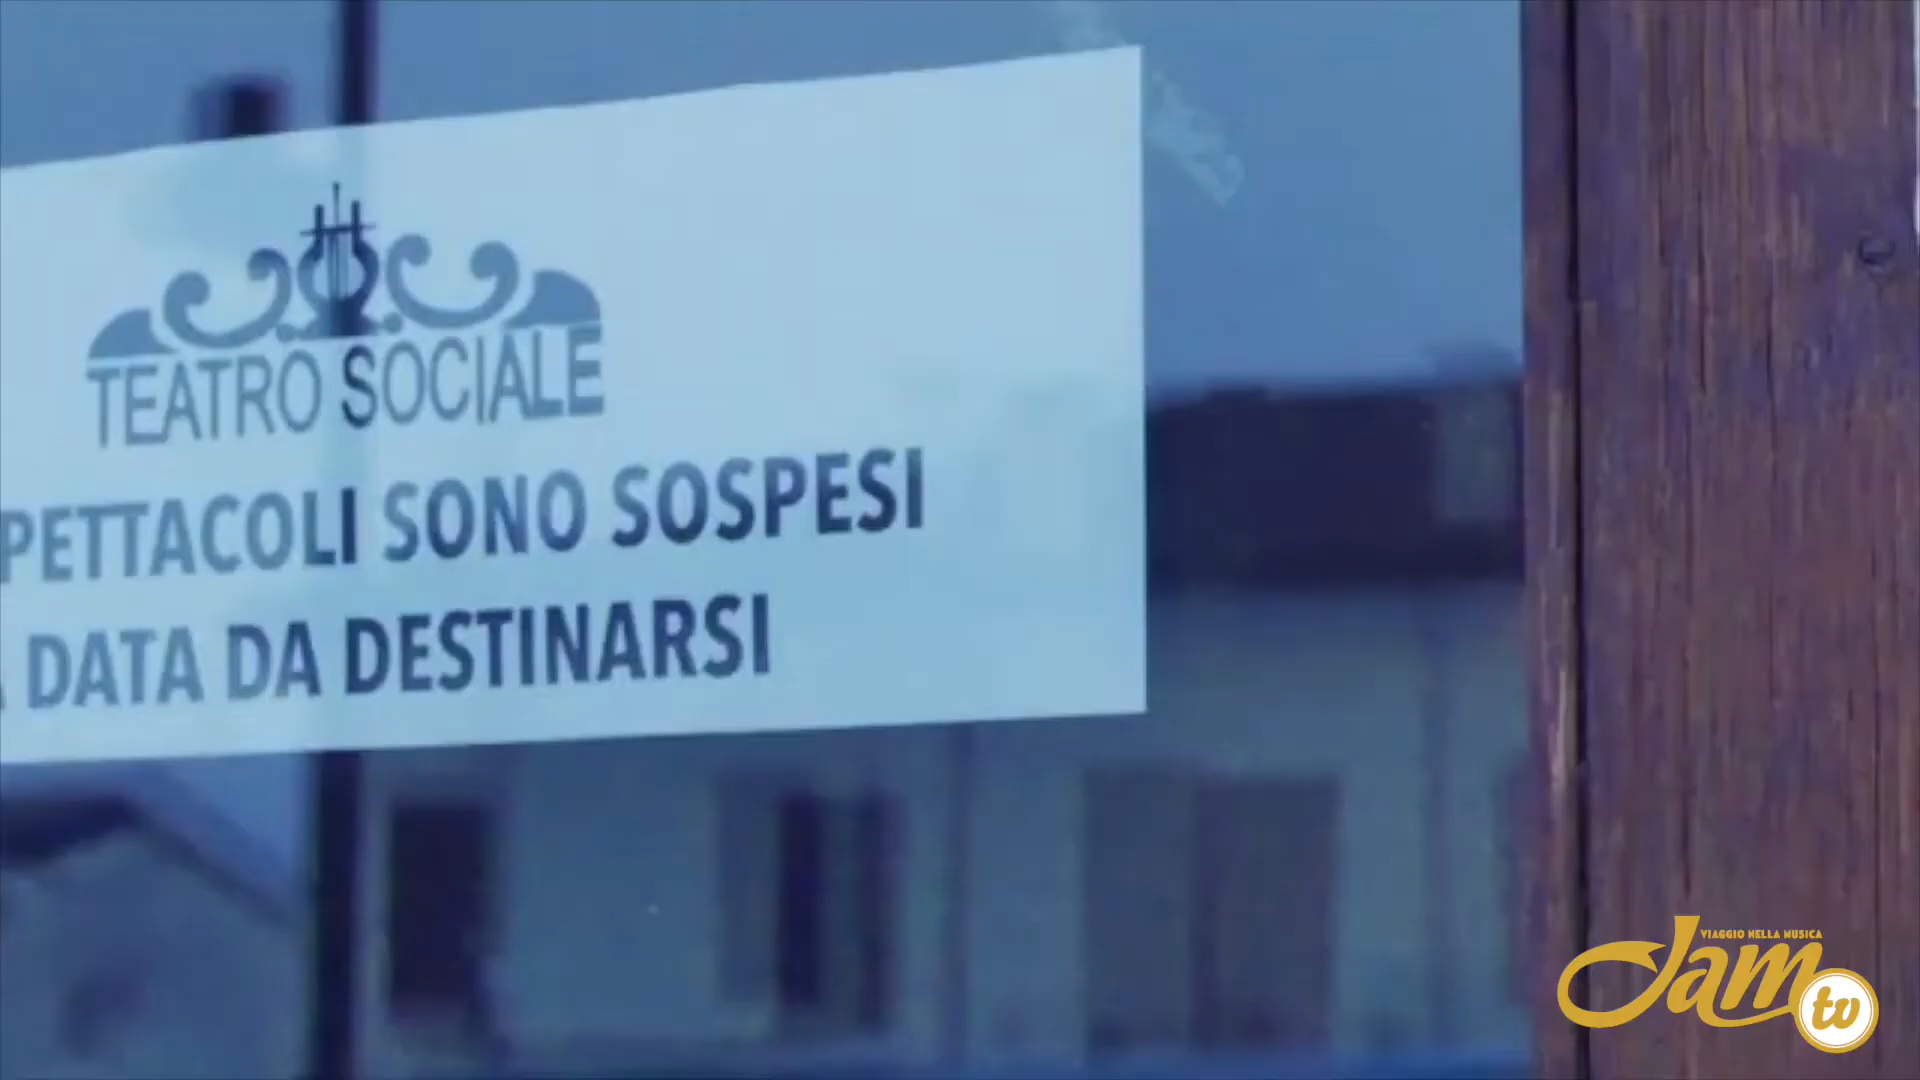 TEATRO SOCIALE
PETTACOLI SONO SOSPESI
DATA DA DESTINARSI
VIAGGIO NELLA MUSICA
Jam
tv